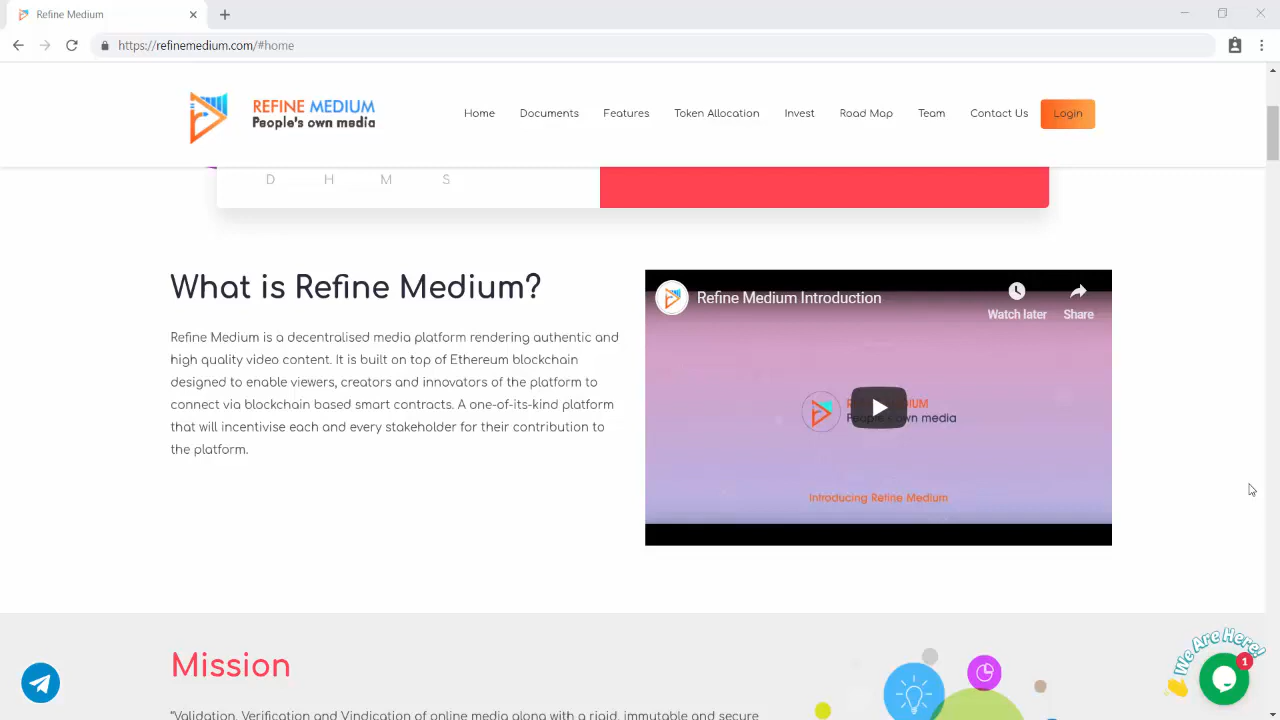 Refine Medium
https://refinemedium.com/#home
REFINE MEDIUM
People's own media
Home Documents Features Token Allocation Invest Road Map Team Contact Us Login
D H M S
What is Refine Medium?
Refine Medium is a decentralised media platform rendering authentic and
high quality video content. It is built on top of Ethereum blockchain
designed to enable viewers, creators and innovators of the platform to
connect via blockchain based smart contracts. A one-of-its-kind platform
that will incentivise each and every stakeholder for their contribution to
the platform.
Refine Medium Introduction
Watch later Share
People's own media
Introducing Refine Medium
Mission
"Validation, Verification and Vindication of online media along with a rigid, immutable and secure
We Are Here!
1